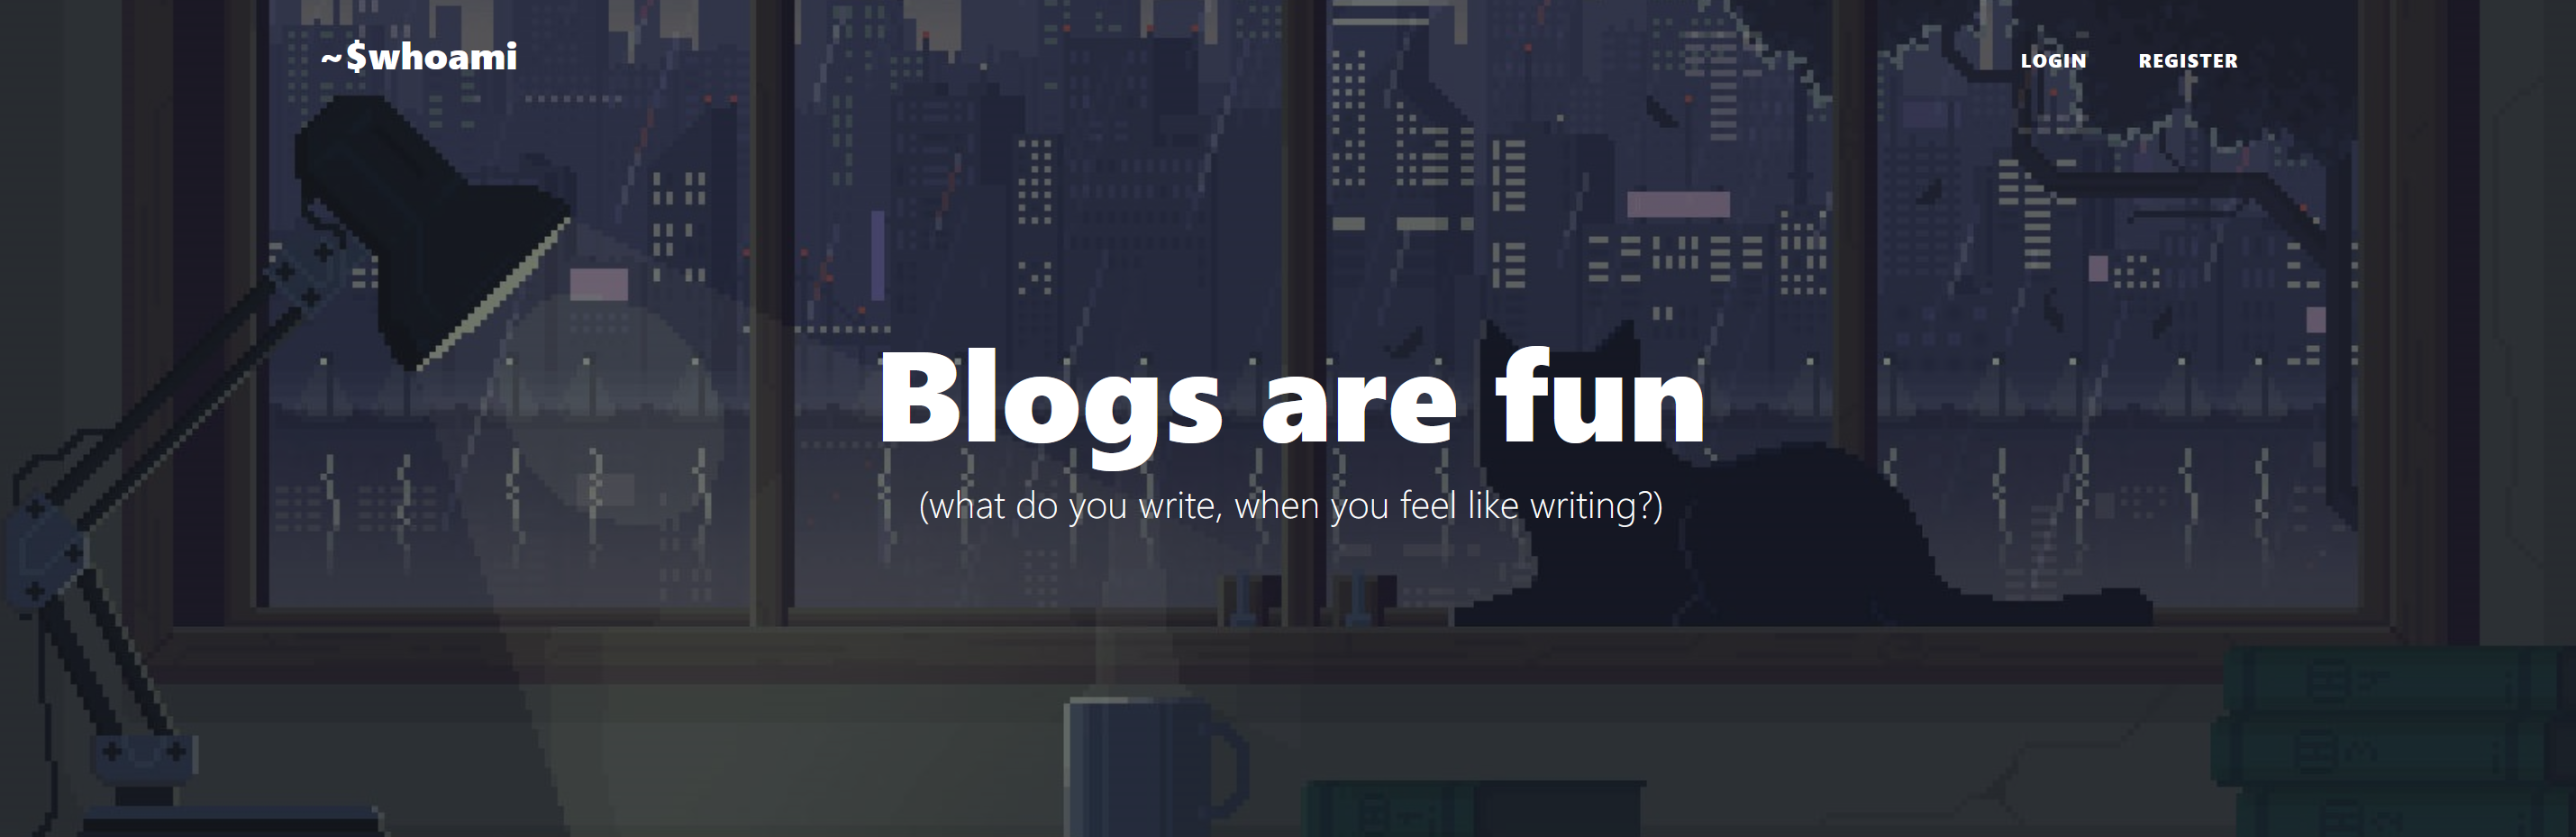 ~$whoami
LOGIN REGISTER
Blogs are fun
(what do you write, when you feel like writing?)